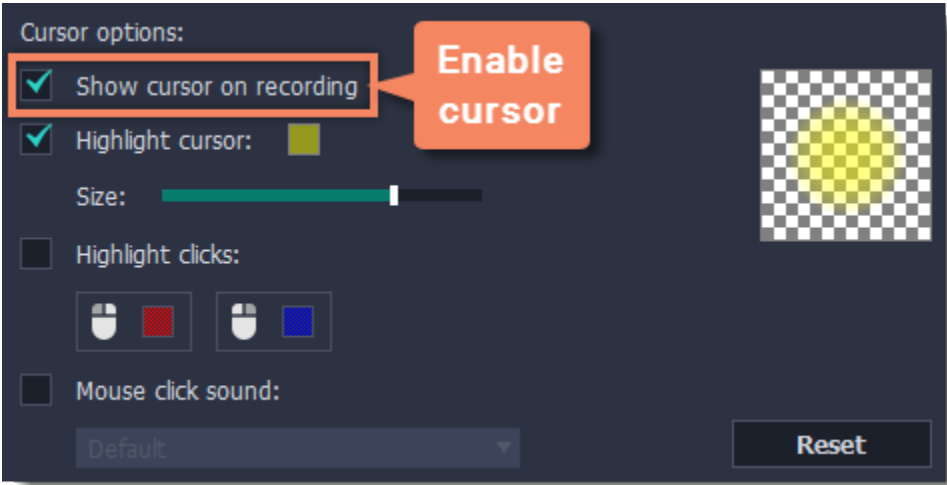 Cursor options:
Show cursor on recording
Enable
cursor
Highlight cursor:
Size:
Highlight clicks:
Mouse click sound:
Default
Reset